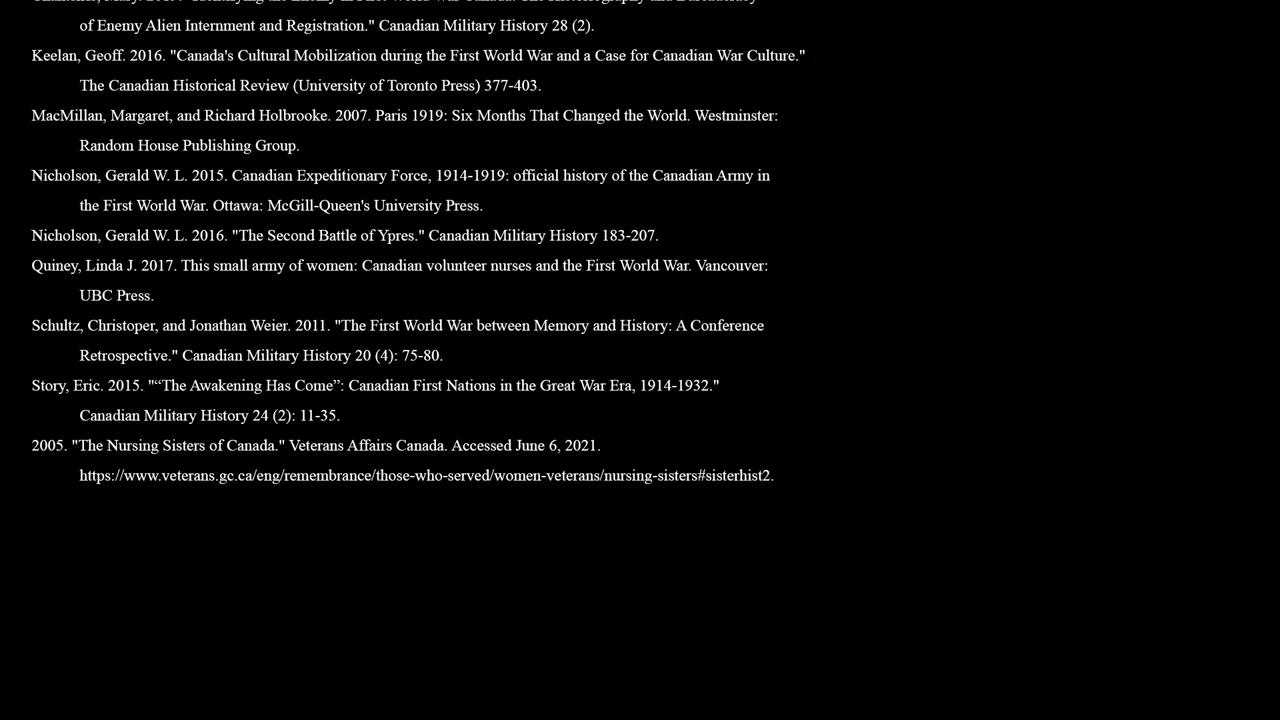 of Enemy Alien Internment and Registration." Canadian Military History 28 (2).
Keelan, Geoff. 2016. "Canada's Cultural Mobilization during the First World War and a Case for Canadian War Culture."
The Canadian Historical Review (University of Toronto Press) 377-403.
MacMillan, Margaret, and Richard Holbrooke. 2007. Paris 1919: Six Months That Changed the World. Westminster:
Random House Publishing Group.
Nicholson, Gerald W. L. 2015. Canadian Expeditionary Force, 1914-1919: official history of the Canadian Army in
the First World War. Ottawa: McGill-Queen's University Press.
Nicholson, Gerald W. L. 2016. "The Second Battle of Ypres." Canadian Military History 183-207.
Quiney, Linda J. 2017. This small army of women: Canadian volunteer nurses and the First World War. Vancouver:
UBC Press.
Schultz, Christoper, and Jonathan Weier. 2011. "The First World War between Memory and History: A Conference
Retrospective." Canadian Military History 20 (4): 75-80.
Story, Eric. 2015. "“The Awakening Has Come”: Canadian First Nations in the Great War Era, 1914-1932."
Canadian Military History 24 (2): 11-35.
2005. "The Nursing Sisters of Canada." Veterans Affairs Canada. Accessed June 6, 2021.
https://www.veterans.gc.ca/eng/remembrance/those-who-served/women-veterans/nursing-sisters#sisterhist2.